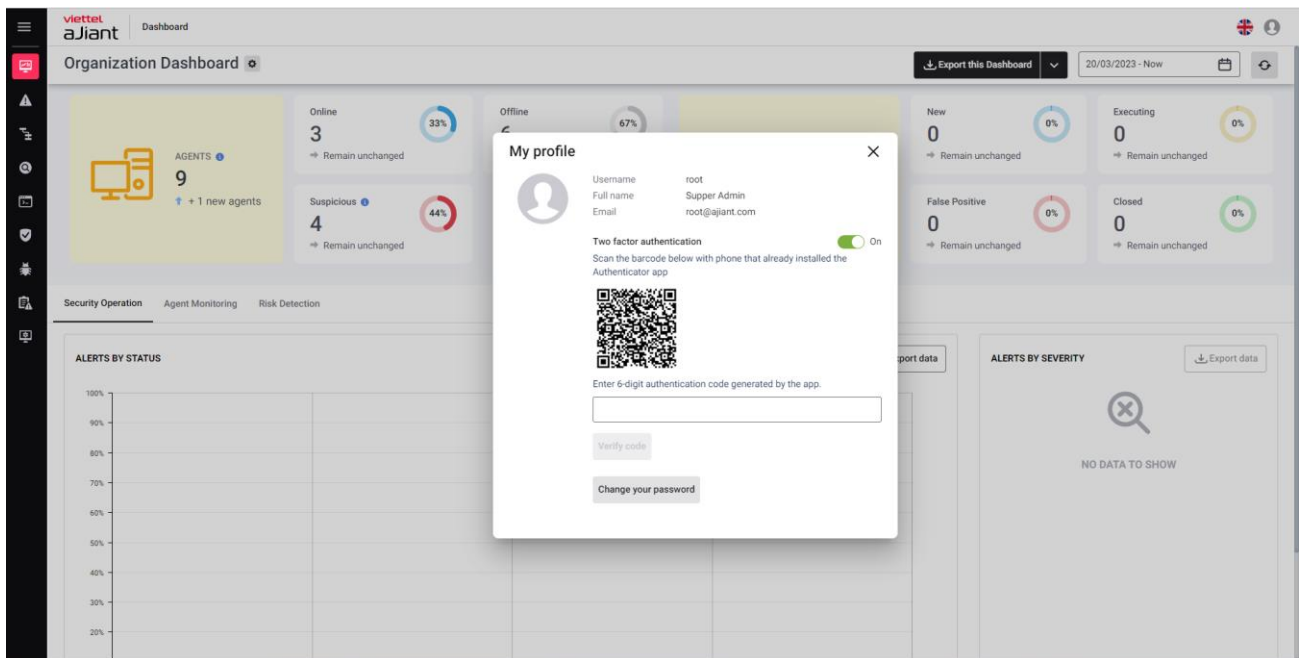 viettel
aJiant
Dashboard
Organization Dashboard
Export this Dashboard
20/03/2023 - Now
AGENTS
9
+ 1 new agents
Online
3
33%
Remain unchanged
Offline
67%
Suspicious
4
44%
Remain unchanged
New
0
0%
Remain unchanged
Executing
0
0%
Remain unchanged
False Positive
0
0%
Remain unchanged
Closed
0
0%
Remain unchanged
My profile
Username root
Full name Supper Admin
Email root@ajiant.com
Two factor authentication
On
Scan the barcode below with phone that already installed the
Authenticator app
Enter 6-digit authentication code generated by the app.
Verify code
Change your password
Security Operation Agent Monitoring Risk Detection
ALERTS BY STATUS
port data
100%
90%
80%
70%
60%
50%
40%
30%
20%
ALERTS BY SEVERITY
Export data
NO DATA TO SHOW